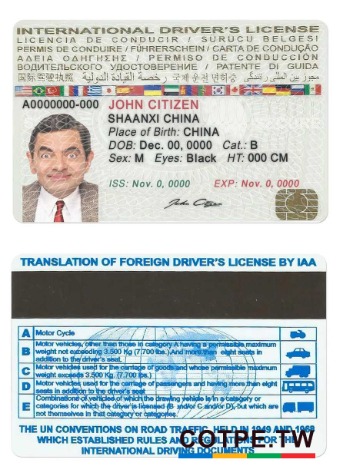 INTERNATIONAL DRIVER'S LICENSE
LICENCIA DE CONDUCIR / SÜRÜCÜ BELGESI
PERMIS DE CONDUIRE / FÜHRERSCHEIN / CARTA DE CONDUÇÃO
ΑΔΕΙΑ ΟΔΗΓΗΣΗΣ / PERMISO DE CONDUCCION
ВОДИТЕЛЬСКОГО УДОСТОВЕРЕНИЕ / PATENTE DI GUIDA
رخصة القيادة الدولية
A0000000-000 JOHN CITIZEN
SHAANXI CHINA
Place of Birth: CHINA
DOB: Dec. 00, 0000 Cat.: B
Sex: M Eyes: Black HT: 000 CM
ISS: Nov. 0, 0000 EXP: Nov. 0, 0000
TRANSLATION OF FOREIGN DRIVER'S LICENSE BY IAA
A Motor Cycle
B Motor vehicles, other than those in category A having a permissible maximum
weight not exceeding 3,500 Kg (7,700 lbs.) And more than eight seats in
addition to the driver's seat.
C Motor vehicles used for the carriage of goods and whose permissible maximum
weight exceeds 3,500 Kg. (7,700 lbs.)
D Motor vehicles used for the carriage of passengers and having more than eight
seats in addition to the driver's seat
E Combinations of vehicles of which the drawing vehicle is in a category or
categories for which the driver is licensed (B and/or C and/or D), but which are
not themselves in that category or categories.
THE UN CONVENTIONS ON ROAD TRAFFIC, HELD IN 1949 AND 1968
WHICH ESTABLISHED RULES AND REGULATIONS FOR THE
INTERNATIONAL DRIVING DOCUMENTS